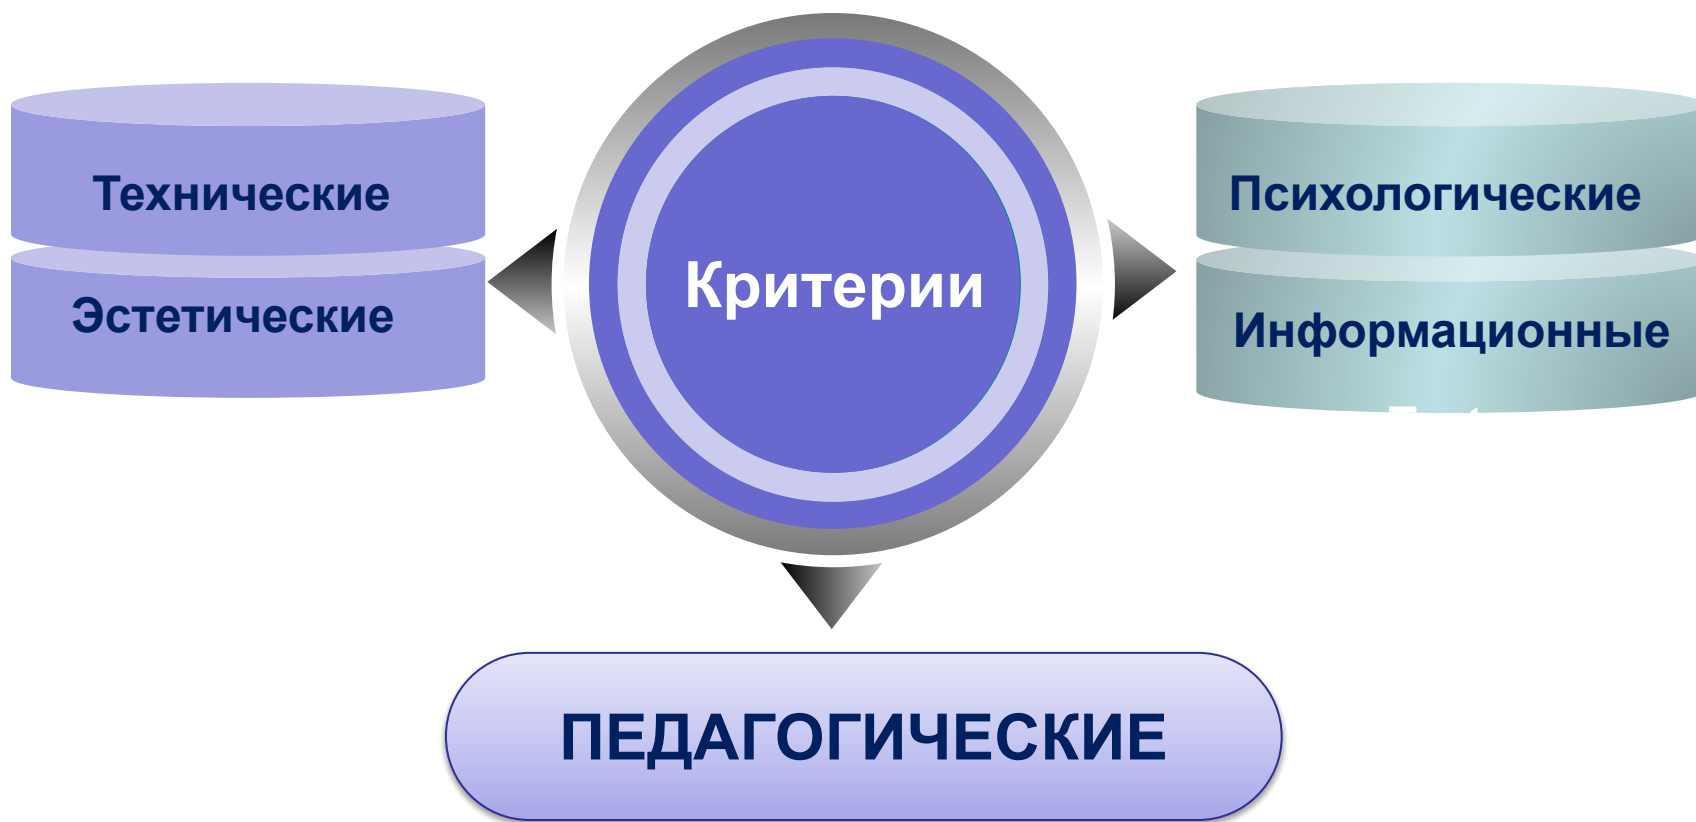 Технические
Эстетические
Критерии
Психологические
Информационные
ПЕДАГОГИЧЕСКИЕ